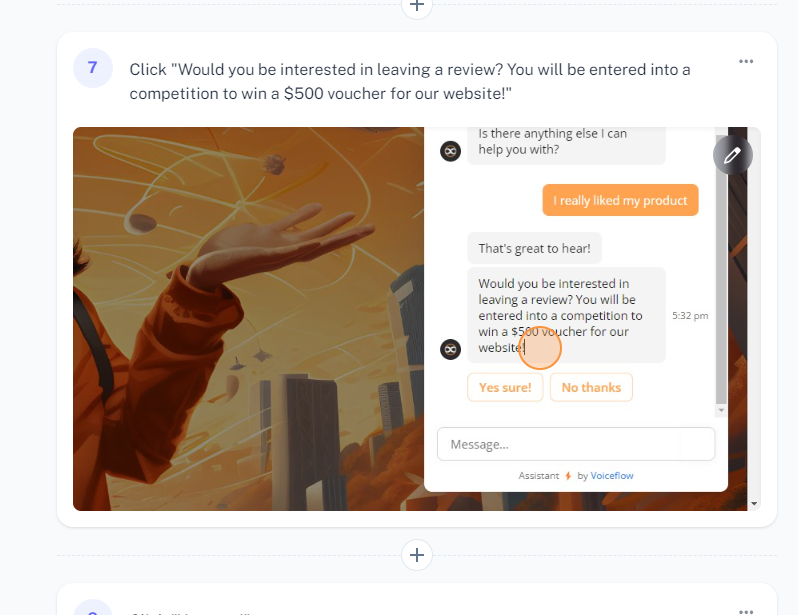 7
Click "Would you be interested in leaving a review? You will be entered into a
competition to win a $500 voucher for our website!"
Is there anything else I can
help you with?
I really liked my product
That's great to hear!
Would you be interested in
leaving a review? You will be
entered into a competition to
win a $500 voucher for our
website!
5:32 pm
Yes sure!
No thanks
Message...
Assistant by Voiceflow